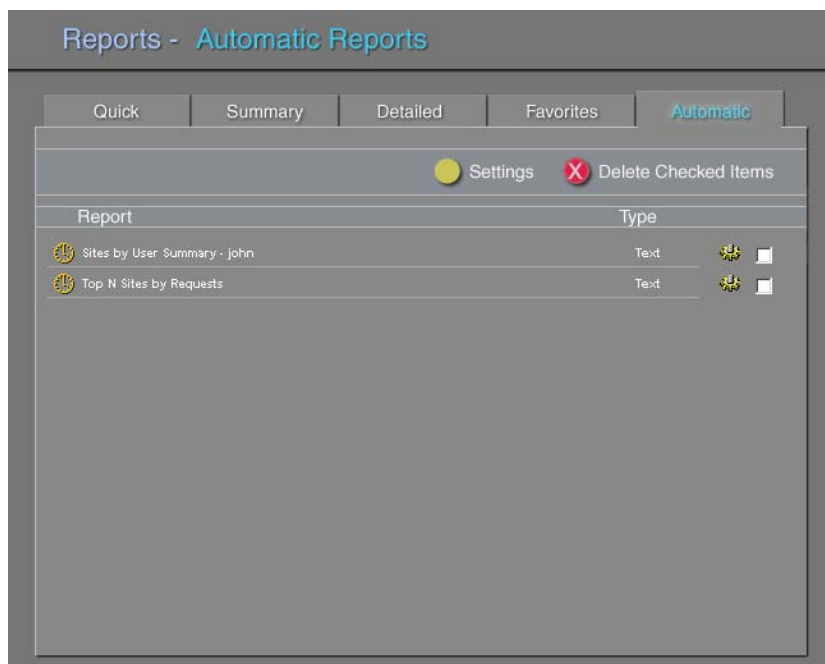 Reports - Automatic Reports
Quick Summary Detailed Favorites Automatic
Settings X Delete Checked Items
Report Type
Sites by User Summary - john Text
Top N Sites by Requests Text